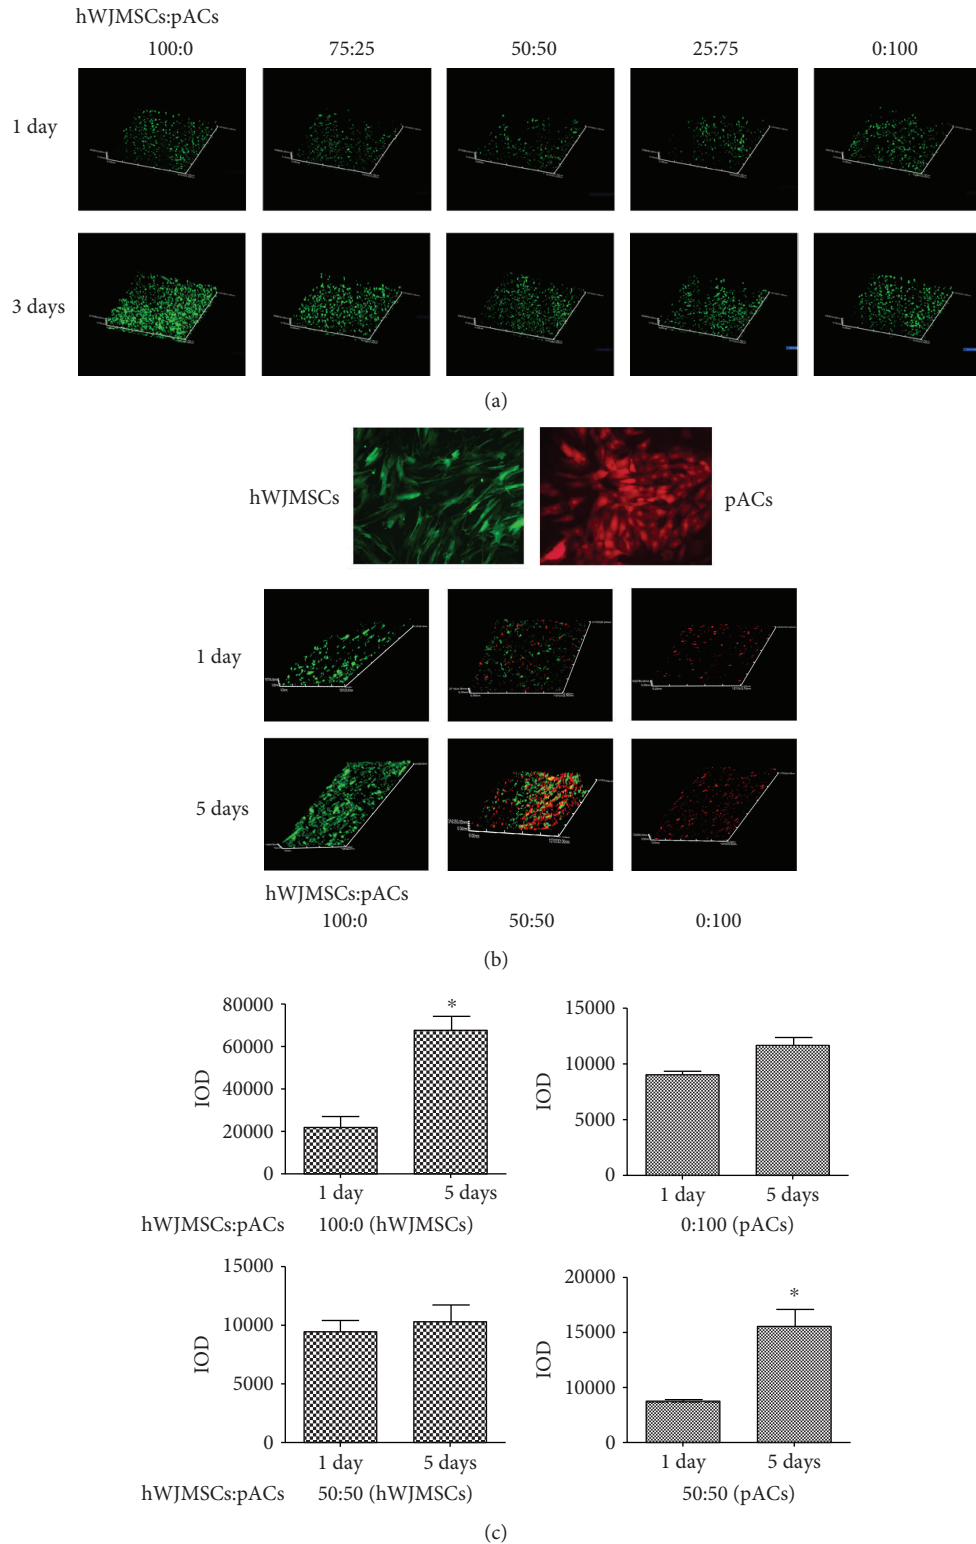 hWJMSCs:pACs
100:0 75:25 50:50 25:75 0:100
1 day
3 days
(a)
hWJMSCs
pACs
1 day
5 days
hWJMSCs:pACs
100:0 50:50 0:100
(b)
80000
60000
40000
20000
0
IOD
*
1 day 5 days
hWJMSCs:pACs 100:0 (hWJMSCs)
15000
10000
5000
0
IOD
1 day 5 days
0:100 (pACs)
15000
10000
5000
0
IOD
1 day 5 days
hWJMSCs:pACs 50:50 (hWJMSCs)
20000
15000
10000
0
IOD
*
1 day 5 days
50:50 (pACs)
(c)